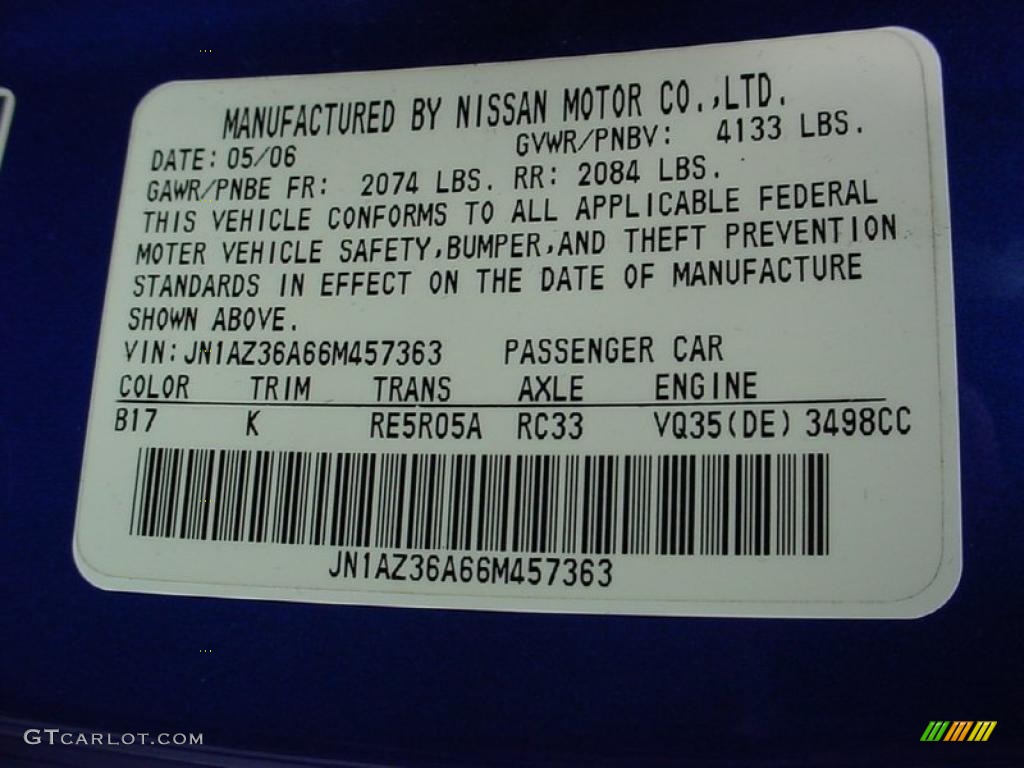 MANUFACTURED BY NISSAN MOTOR CO.,LTD.
DATE: 05/06 GVWR/PNBV: 4133 LBS.
GAWR/PNBE FR: 2074 LBS. RR: 2084 LBS.
THIS VEHICLE CONFORMS TO ALL APPLICABLE FEDERAL
MOTER VEHICLE SAFETY,BUMPER,AND THEFT PREVENTION
STANDARDS IN EFFECT ON THE DATE OF MANUFACTURE
SHOWN ABOVE.
VIN:JN1AZ36A66M457363 PASSENGER CAR
COLOR TRIM TRANS AXLE ENGINE
B17 K RE5R05A RC33 VQ35(DE) 3498CC
JN1AZ36A66M457363
GTCARLOT.COM